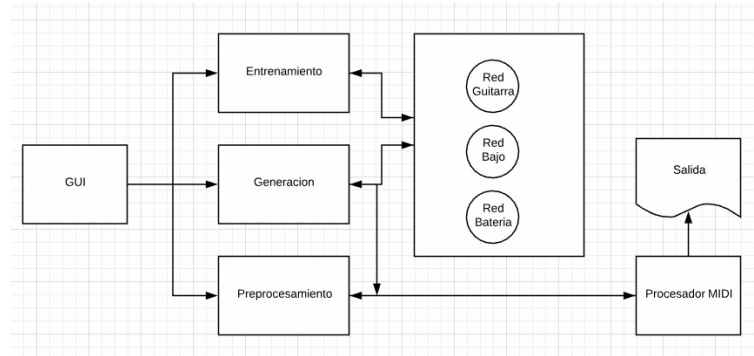 Entrenamiento
Red
Guitarra
GUI
Generacion
Red
Bajo
Salida
Red
Bateria
Preprocesamiento
Procesador MIDI